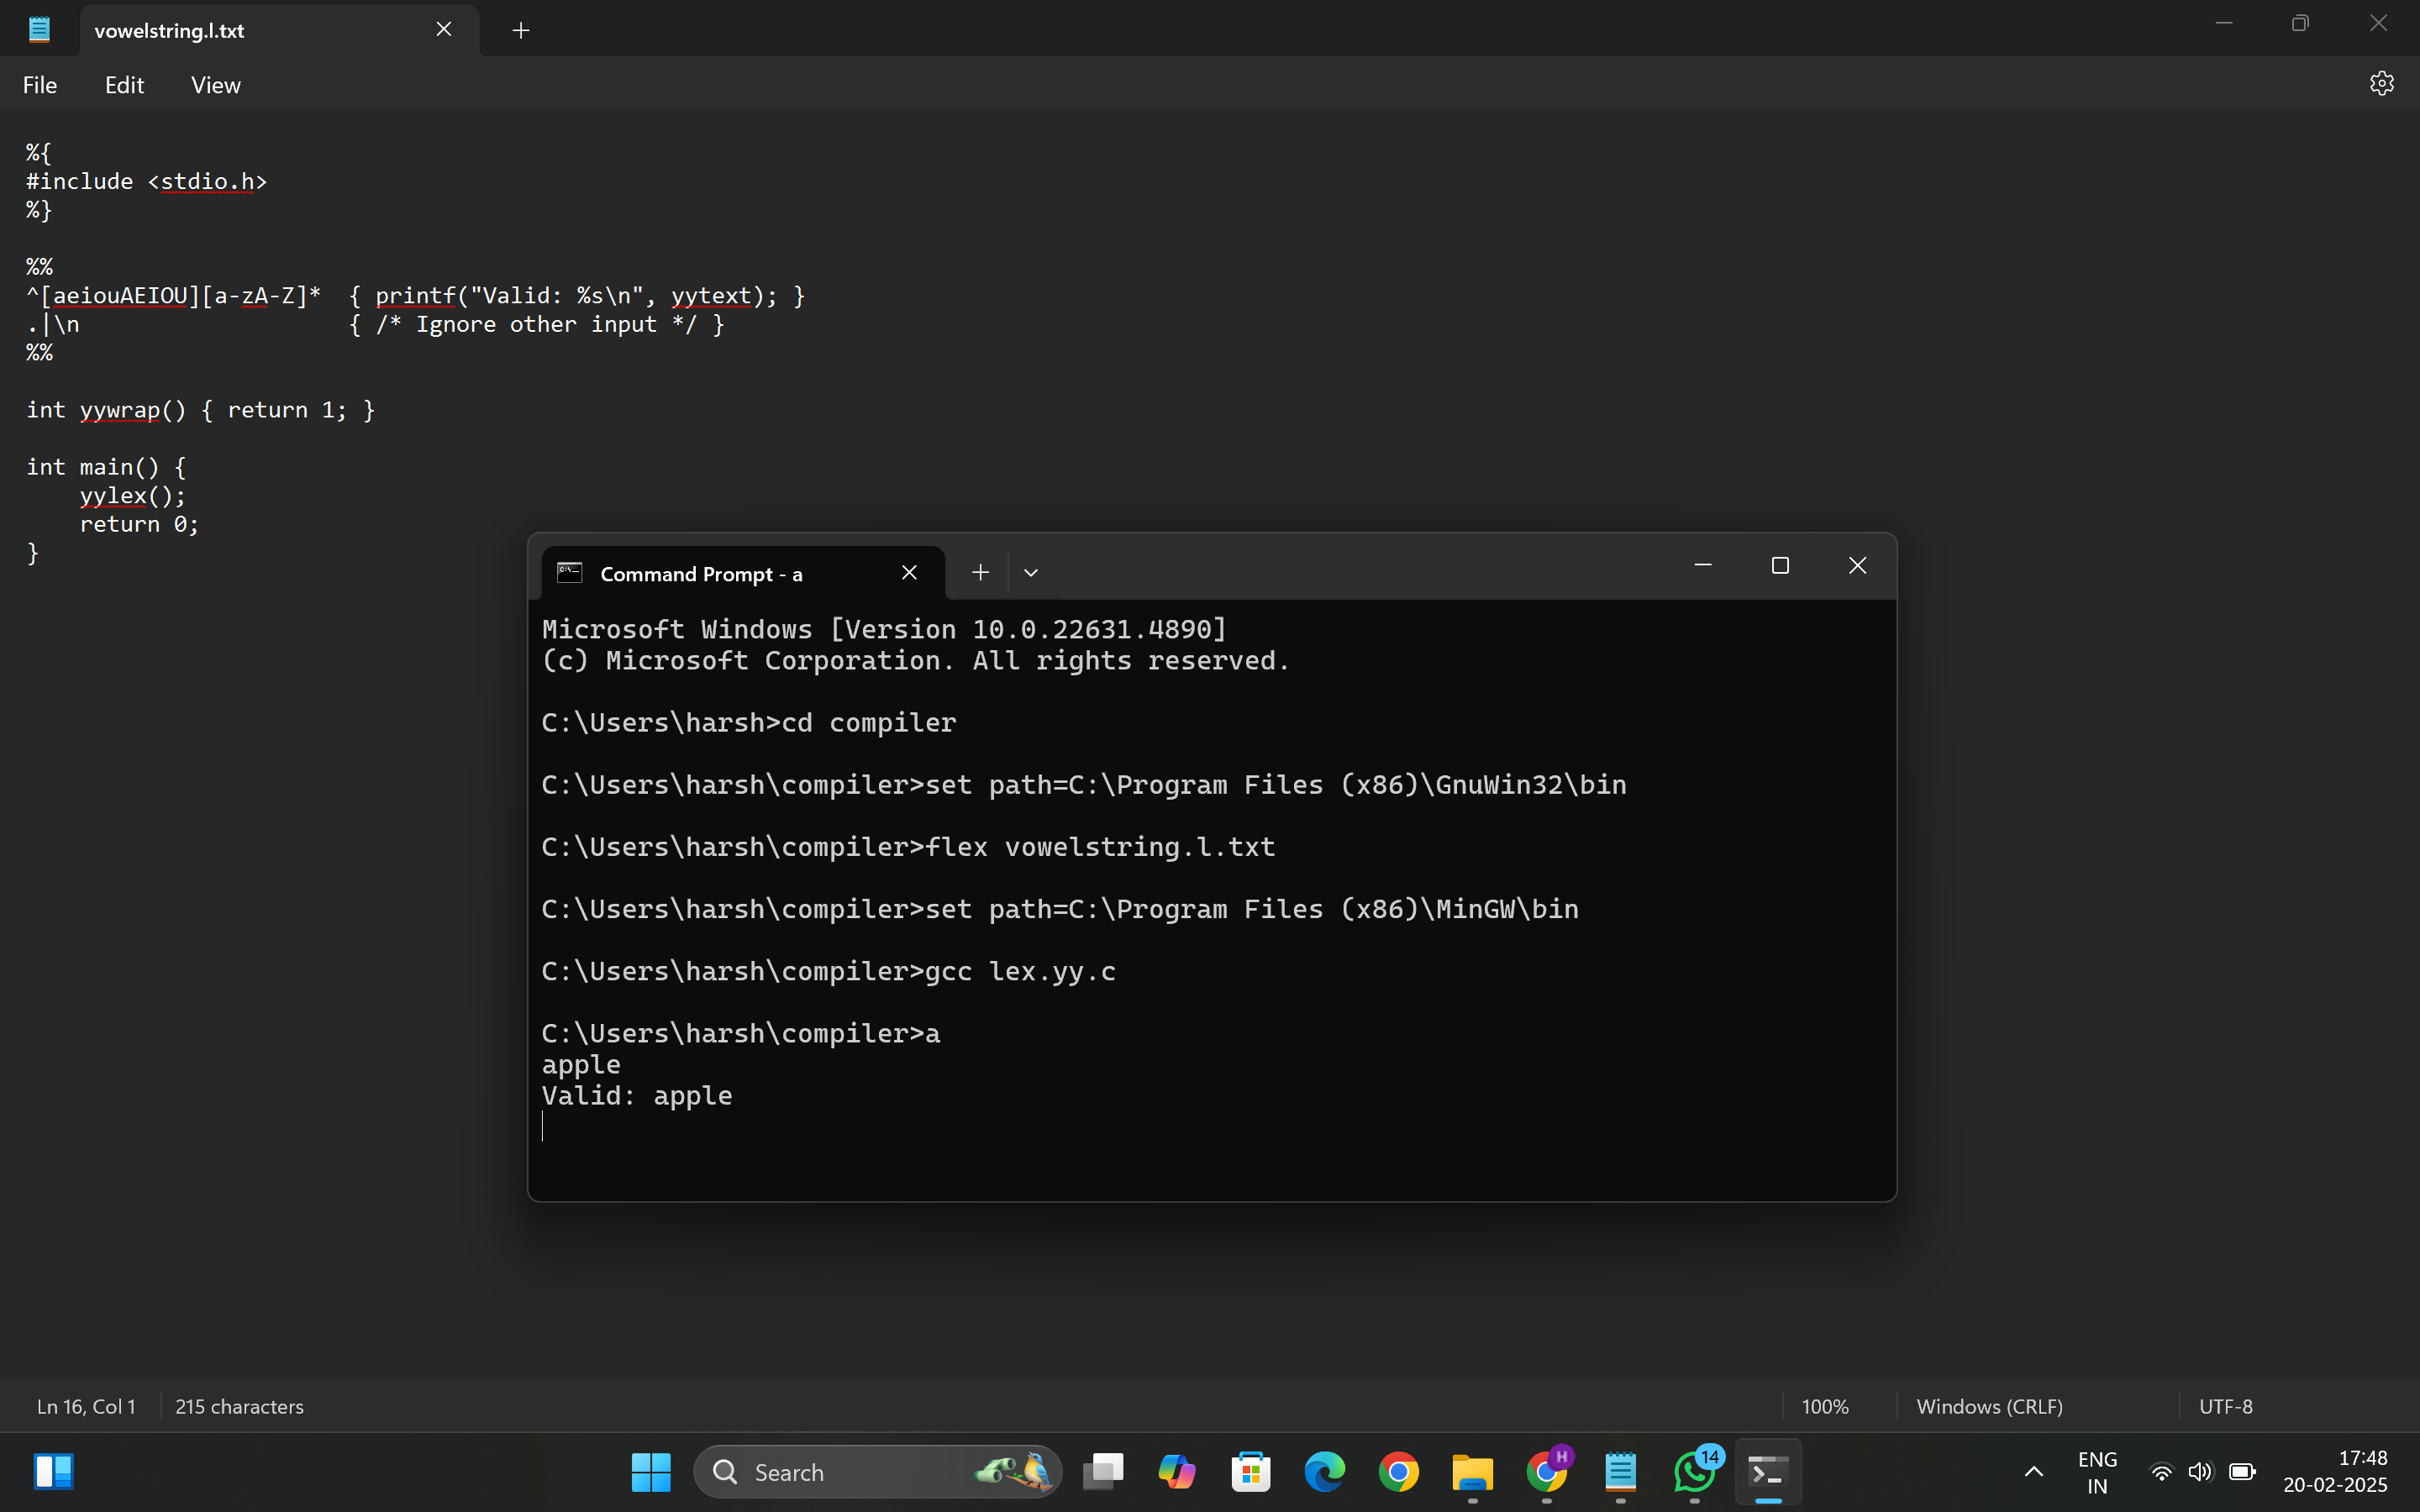 vowelstring.l.txt
File Edit View
%{
#include <stdio.h>
%}
%%
^[aeiouAEIOU][a-zA-Z]*  { printf("Valid: %s\n", yytext); }
.|\n                    { /* Ignore other input */ }
%%
int yywrap() { return 1; }
int main() {
    yylex();
    return 0;
}
Command Prompt - a
Microsoft Windows [Version 10.0.22631.4890]
(c) Microsoft Corporation. All rights reserved.
C:\Users\harsh>cd compiler
C:\Users\harsh\compiler>set path=C:\Program Files (x86)\GnuWin32\bin
C:\Users\harsh\compiler>flex vowelstring.l.txt
C:\Users\harsh\compiler>set path=C:\Program Files (x86)\MinGW\bin
C:\Users\harsh\compiler>gcc lex.yy.c
C:\Users\harsh\compiler>a
apple
Valid: apple
Ln 16, Col 1 215 characters 100% Windows (CRLF) UTF-8
Search
H
14
ENG
IN
17:48
20-02-2025